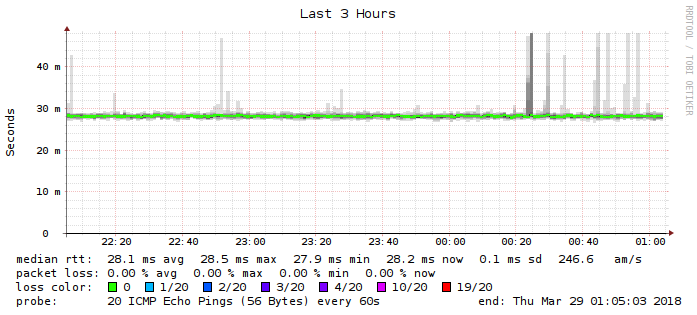 Last 3 Hours
RRDTOOL / TOBI OETIKER
Seconds
40 m
30 m
20 m
10 m
0
22:20 22:40 23:00 23:20 23:40 00:00 00:20 00:40 01:00
median rtt: 28.1 ms avg 28.5 ms max 27.9 ms min 28.2 ms now 0.1 ms sd 246.6 am/s
packet loss: 0.00 % avg 0.00 % max 0.00 % min 0.00 % now
loss color: 0 1/20 2/20 3/20 4/20 10/20 19/20
probe: 20 ICMP Echo Pings (56 Bytes) every 60s end: Thu Mar 29 01:05:03 2018